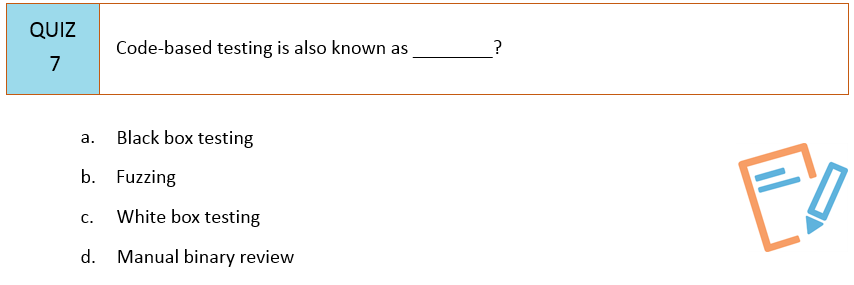 QUIZ
7
Code-based testing is also known as ________?
a. Black box testing
b. Fuzzing
c. White box testing
d. Manual binary review